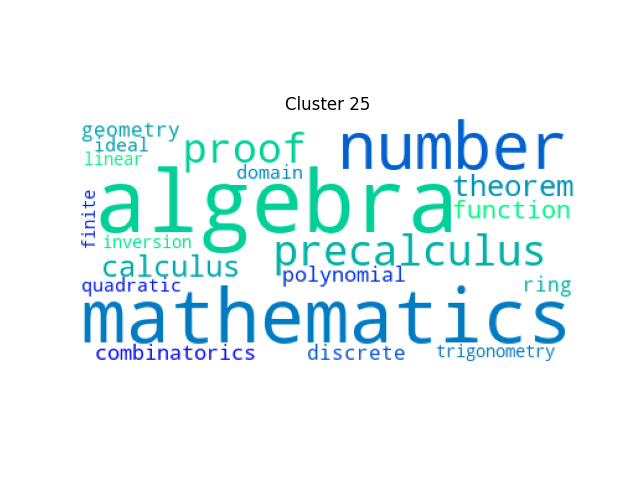 Cluster 25
geometry
ideal
linear
proof
number
domain
algebra
theorem
function
finite
inversion
precalculus
calculus
polynomial
quadratic
ring
mathematics
combinatorics
discrete
trigonometry